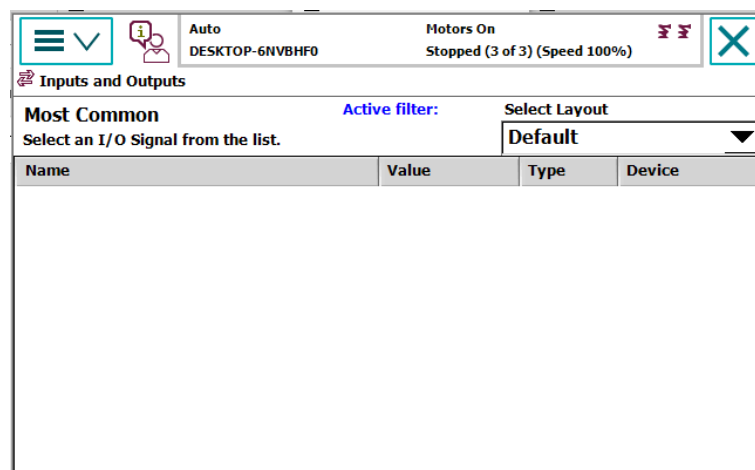 Auto
Motors On
DESKTOP-6NVBHF0
Stopped (3 of 3) (Speed 100%)
Inputs and Outputs
Most Common
Active filter:
Select Layout
Select an I/O Signal from the list.
Default
Name Value Type Device